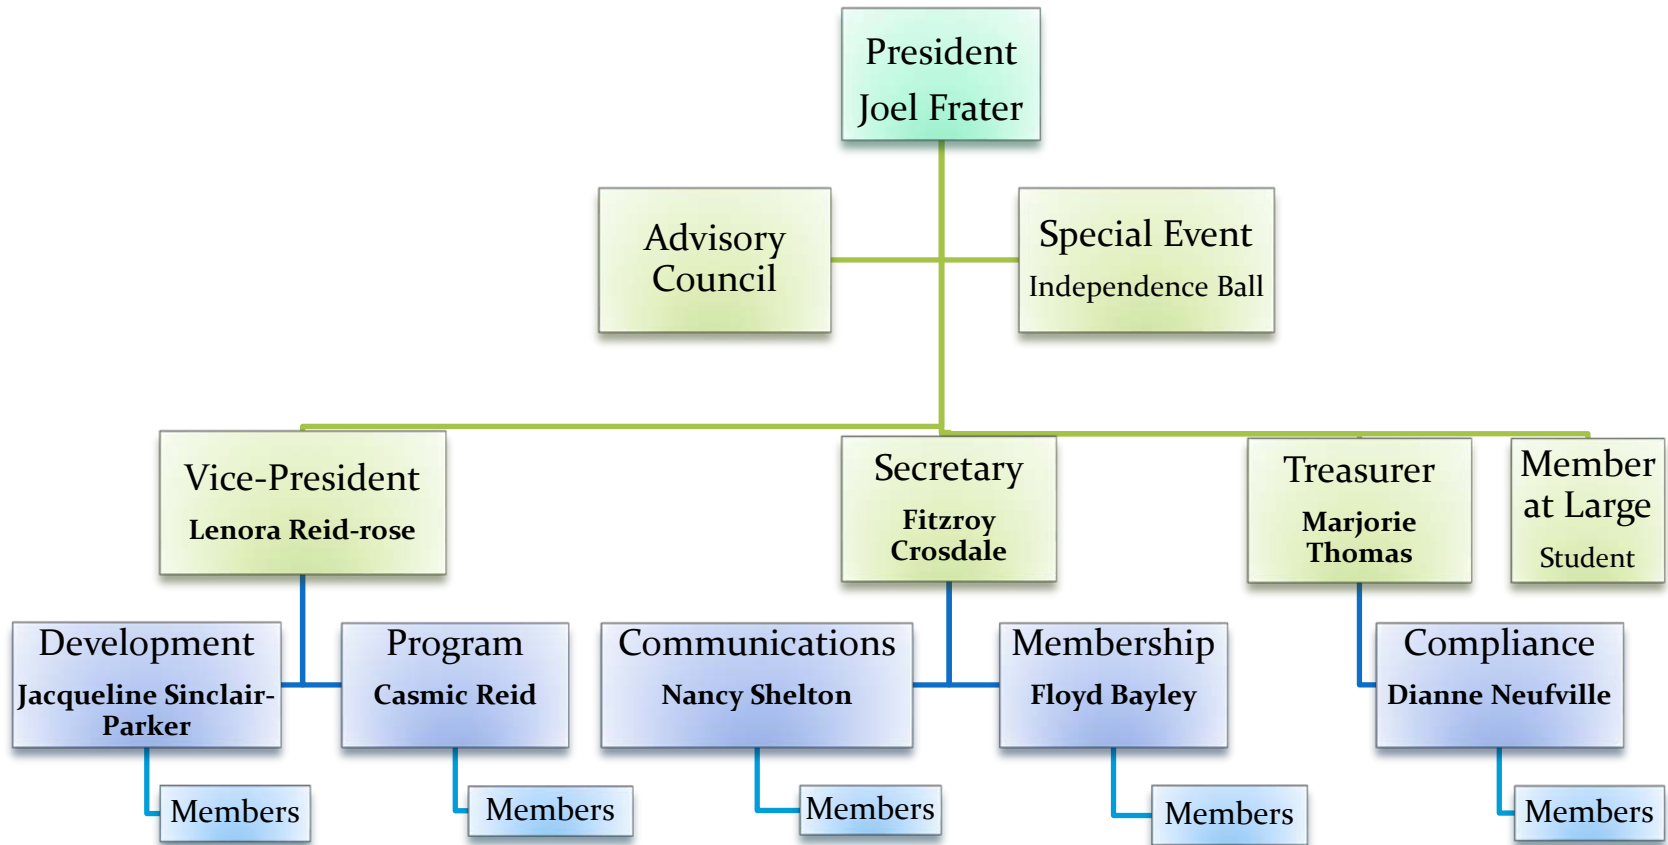 President
Joel Frater
Advisory
Council
Special Event
Independence Ball
Vice-President
Lenora Reid-rose
Secretary
Fitzroy
Crosdale
Treasurer
Marjorie
Thomas
Member
at Large
Student
Development
Jacqueline Sinclair-
Parker
Program
Casmic Reid
Communications
Nancy Shelton
Membership
Floyd Bayley
Compliance
Dianne Neufville
Members
Members
Members
Members
Members